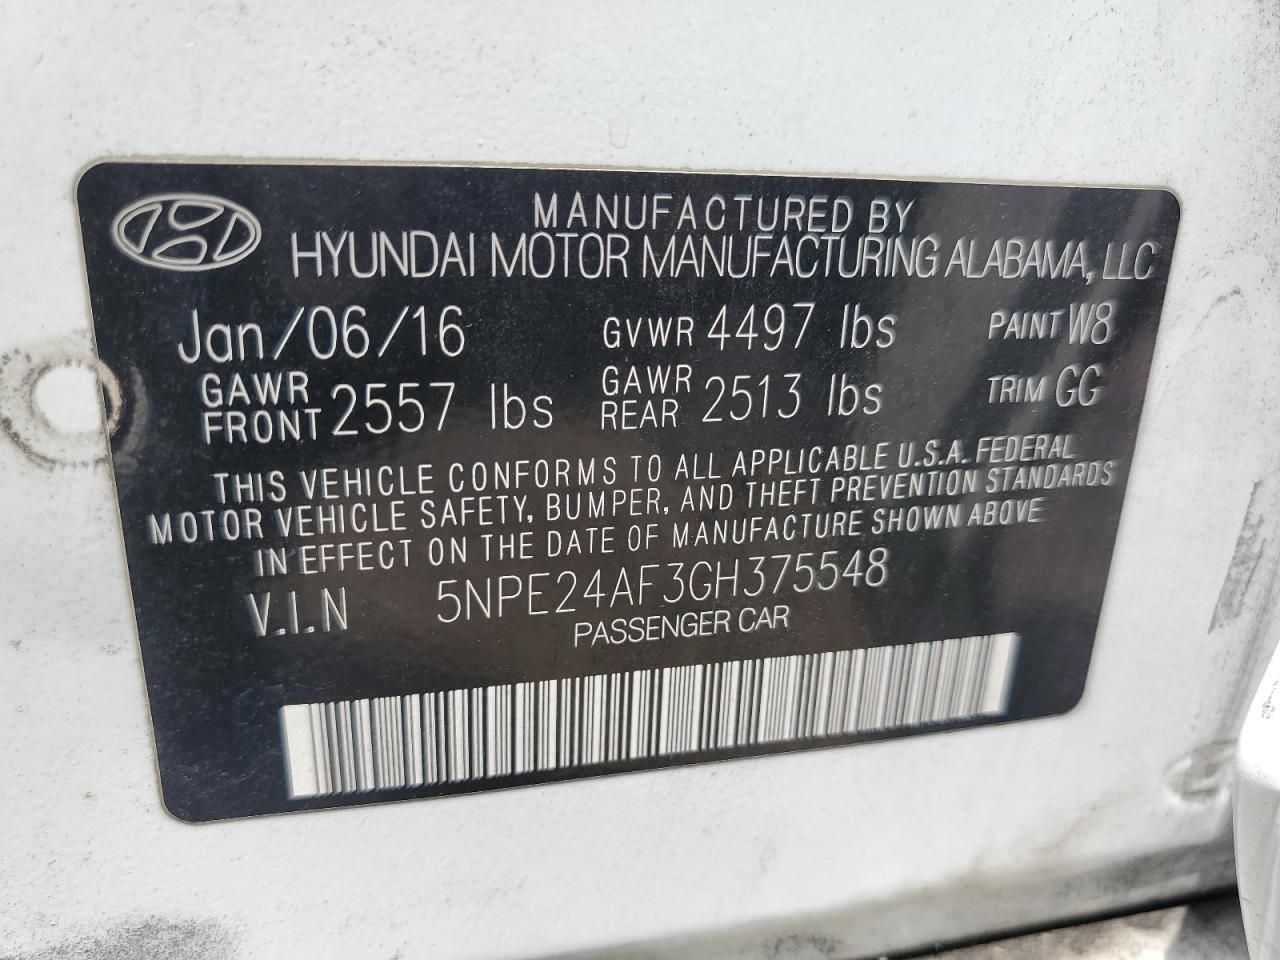 MANUFACTURED BY
HYUNDAI MOTOR MANUFACTURING ALABAMA, LLC
Jan/06/16 GVWR 4497 lbs PAINT W8
GAWR FRONT 2557 lbs GAWR REAR 2513 lbs TRIM GG
THIS VEHICLE CONFORMS TO ALL APPLICABLE U.S.A. FEDERAL
MOTOR VEHICLE SAFETY, BUMPER, AND THEFT PREVENTION STANDARDS
IN EFFECT ON THE DATE OF MANUFACTURE SHOWN ABOVE
V.I.N 5NPE24AF3GH375548
PASSENGER CAR